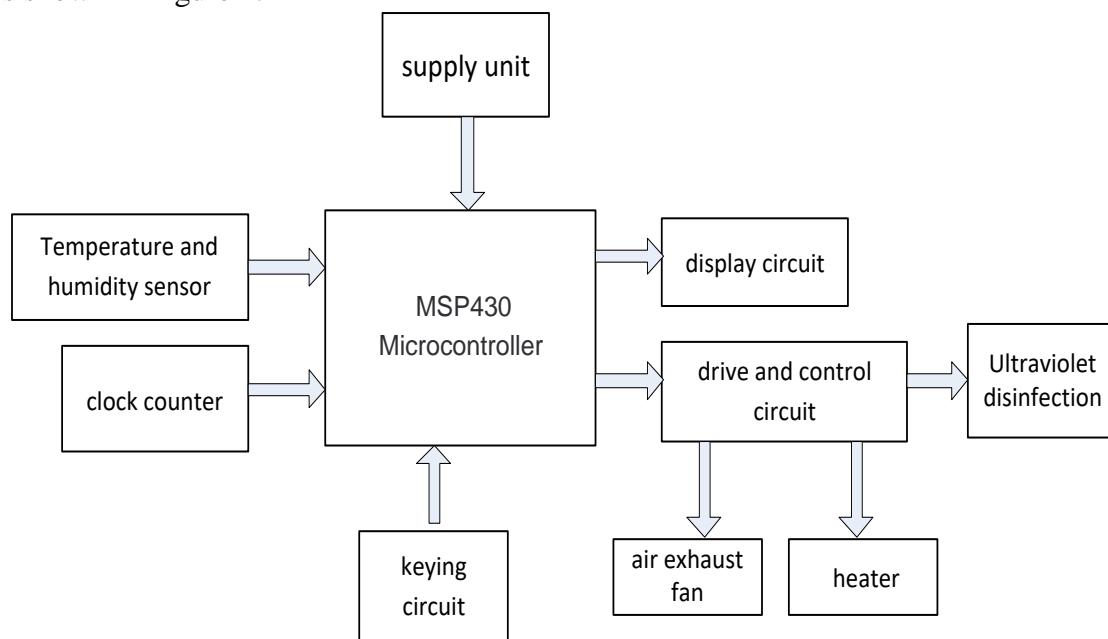 supply unit
Temperature and
humidity sensor
MSP430
Microcontroller
display circuit
clock counter
drive and control
circuit
Ultraviolet
disinfection
keying
circuit
air exhaust
fan
heater